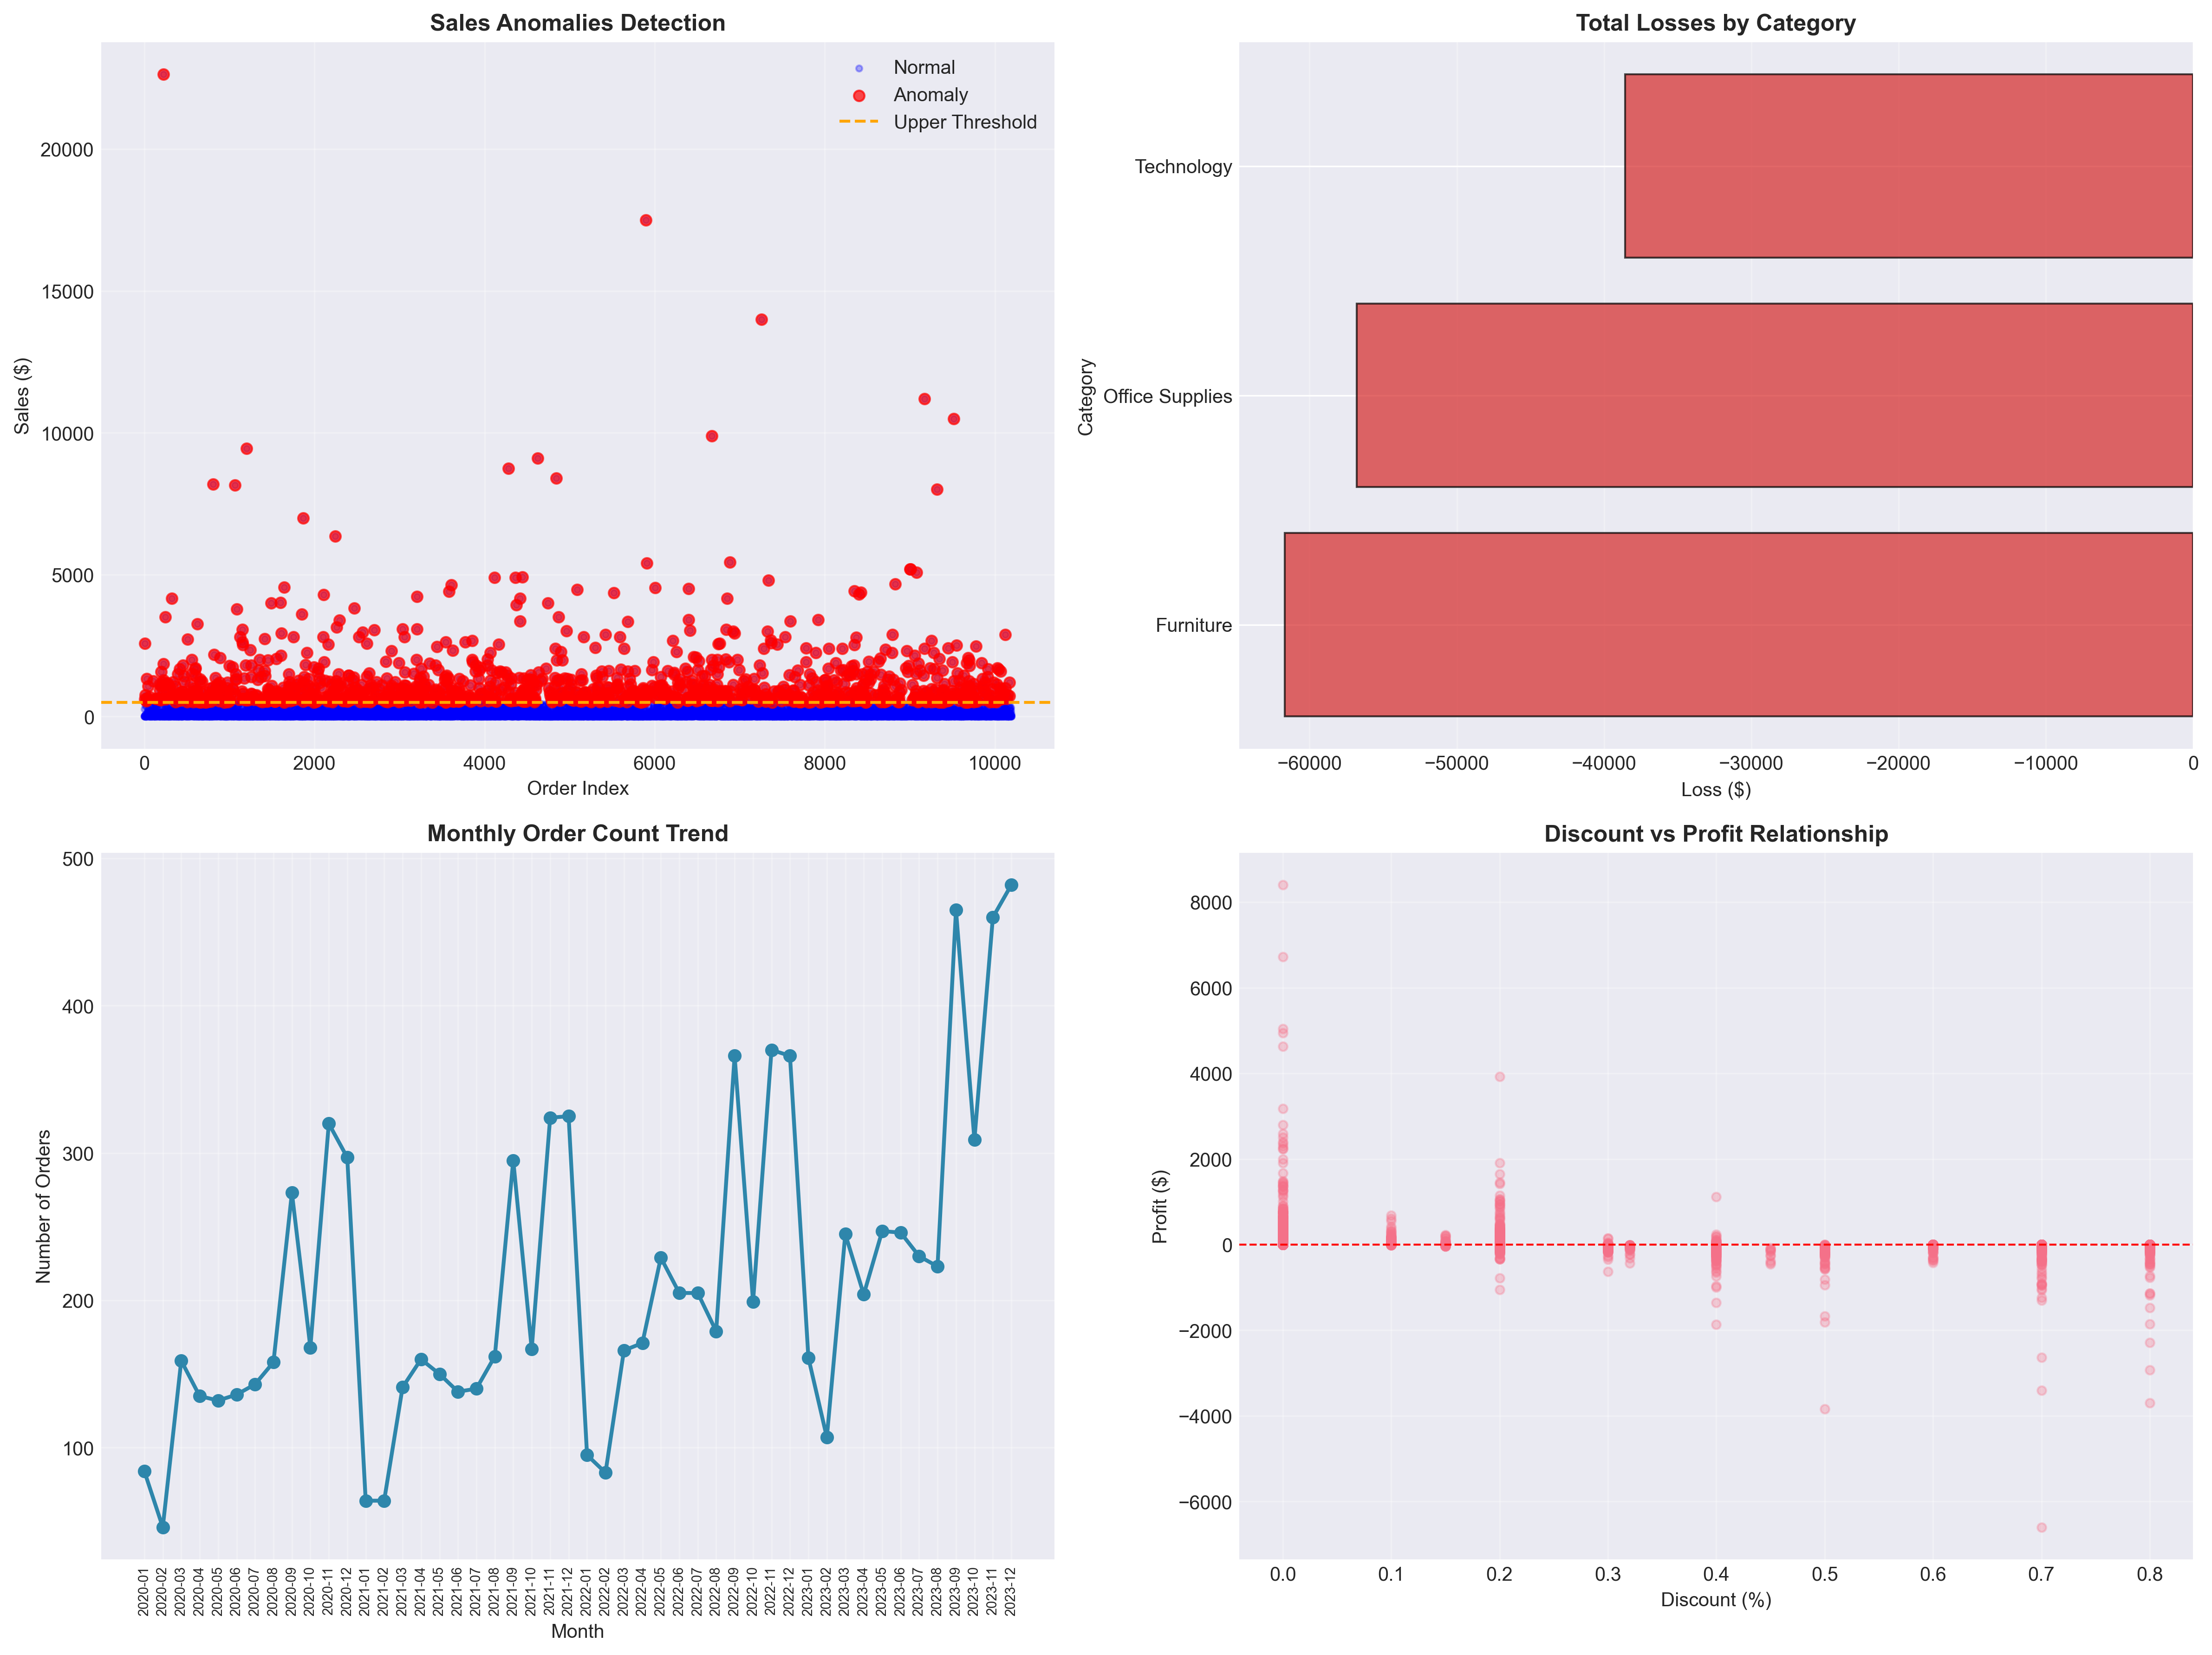 Sales Anomalies Detection
Normal
Anomaly
Upper Threshold
Sales ($)
20000
15000
10000
5000
0
0 2000 4000 6000 8000 10000
Order Index
Total Losses by Category
Category
Technology
Office Supplies
Furniture
−60000 −50000 −40000 −30000 −20000 −10000 0
Loss ($)
Monthly Order Count Trend
Number of Orders
500
400
300
200
100
2020-01 2020-02 2020-03 2020-04 2020-05 2020-06 2020-07 2020-08 2020-09 2020-10 2020-11 2020-12 2021-01 2021-02 2021-03 2021-04 2021-05 2021-06 2021-07 2021-08 2021-09 2021-10 2021-11 2021-12 2022-01 2022-02 2022-03 2022-04 2022-05 2022-06 2022-07 2022-08 2022-09 2022-10 2022-11 2022-12 2023-01 2023-02 2023-03 2023-04 2023-05 2023-06 2023-07 2023-08 2023-09 2023-10 2023-11 2023-12
Month
Discount vs Profit Relationship
Profit ($)
8000
6000
4000
2000
0
−2000
−4000
−6000
0.0 0.1 0.2 0.3 0.4 0.5 0.6 0.7 0.8
Discount (%)